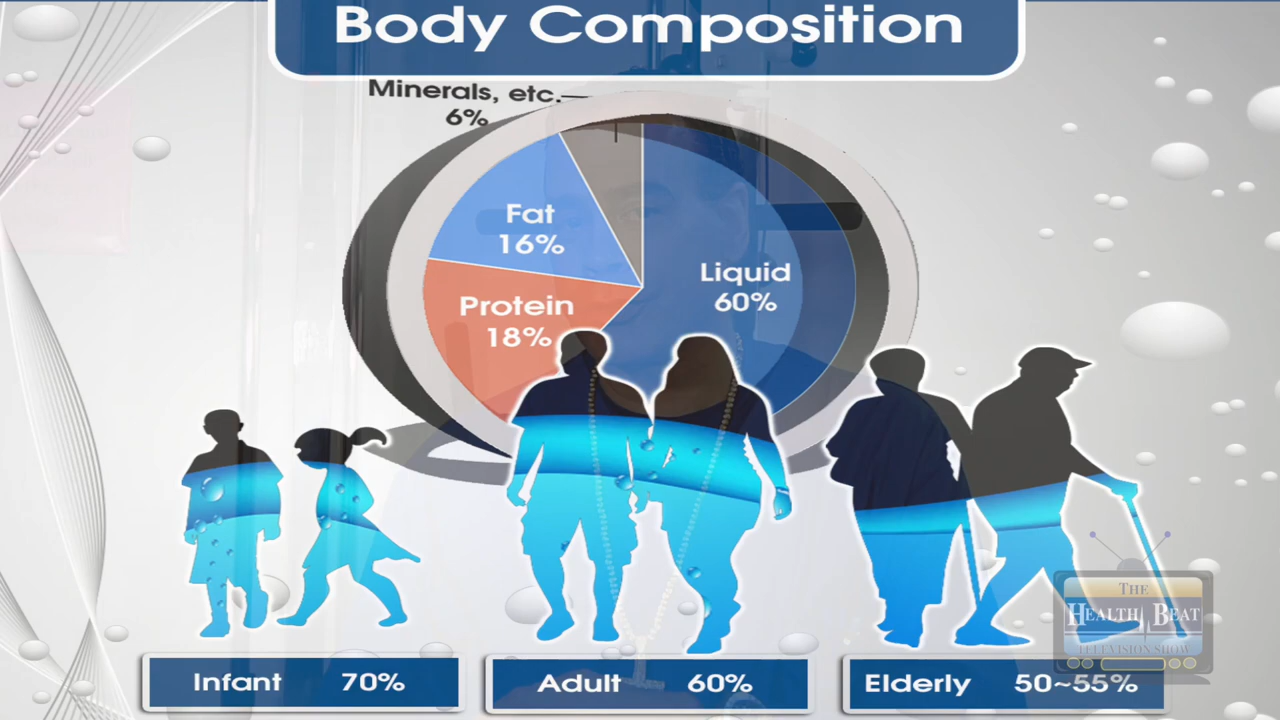 Body Composition
Minerals, etc.
6%
Fat
16%
Liquid
60%
Protein
18%
THE
HEALTH BEAT
TELEVISION SHOW
Infant 70%
Adult 60%
Elderly 50~55%